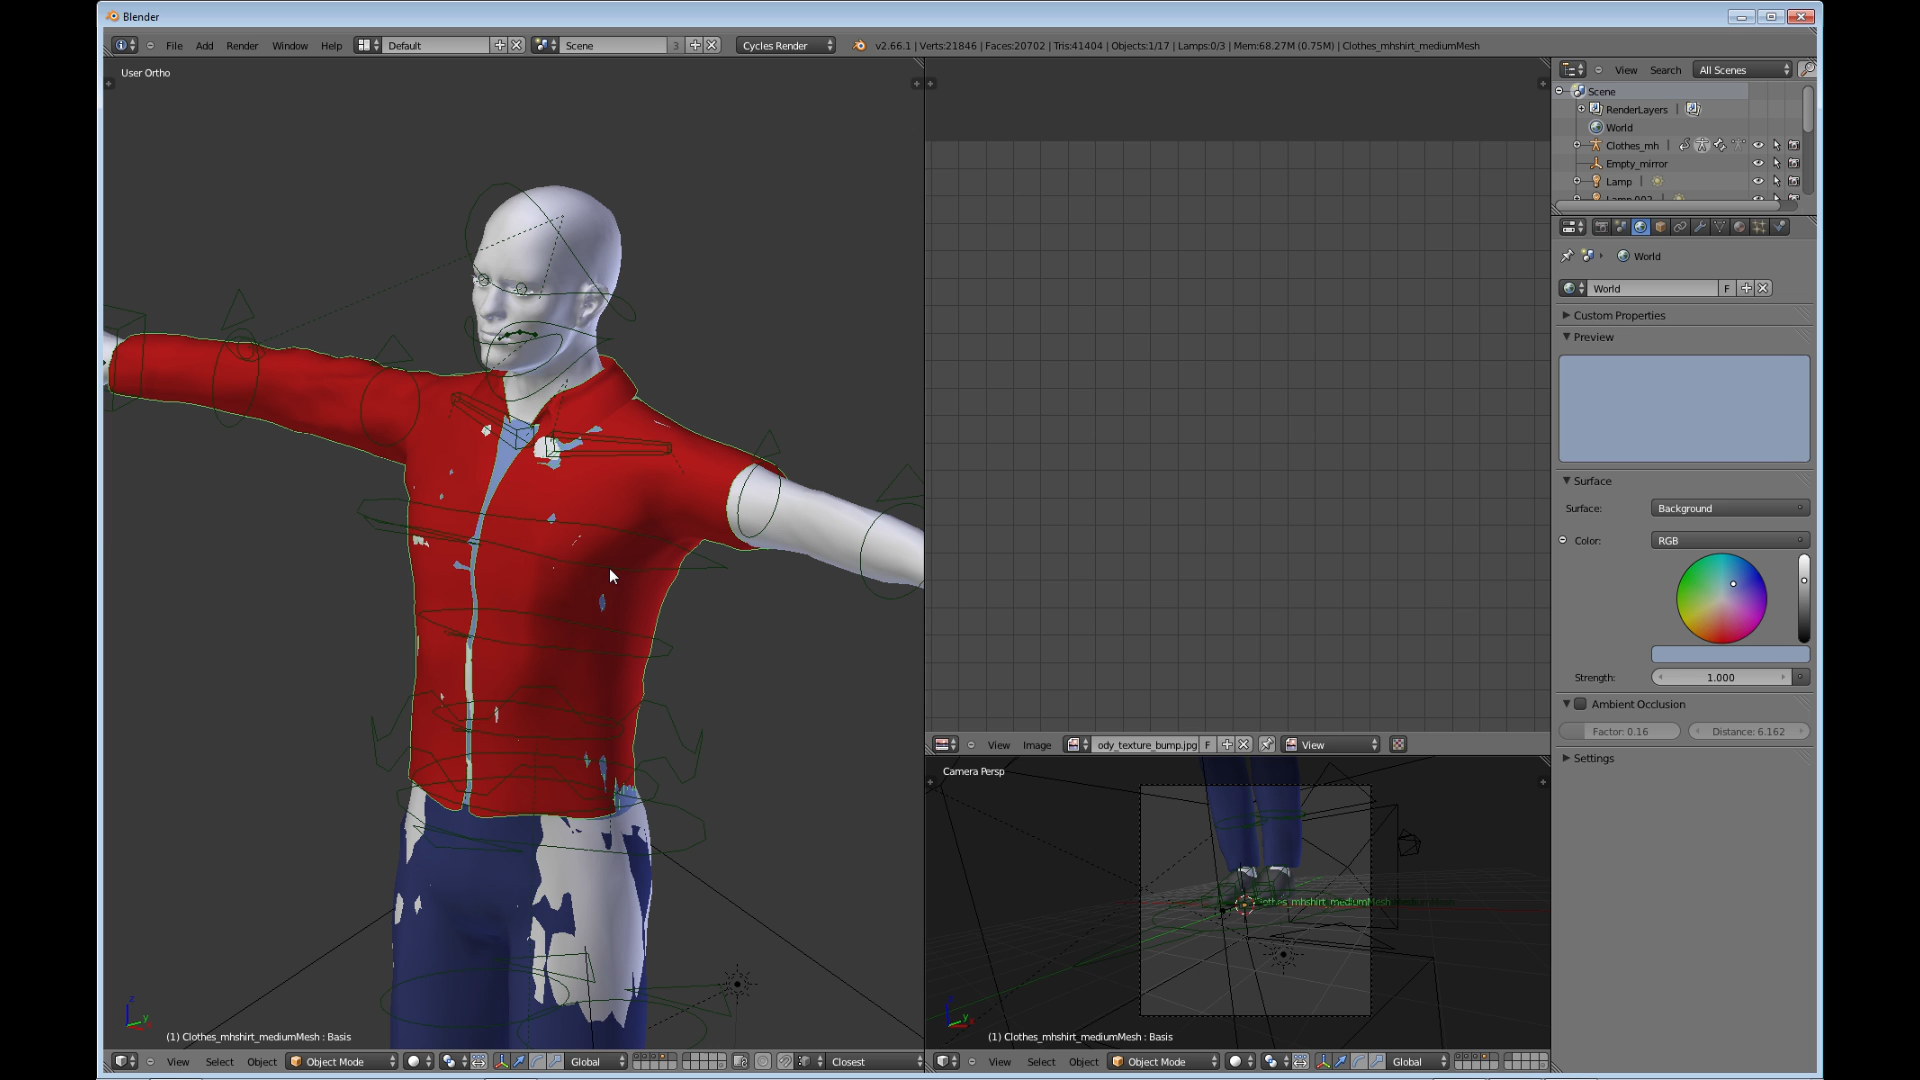 Blender
File Add Render Window Help Default Scene 3 Cycles Render v2.66.1 | Verts:21846 | Faces:20702 | Tris:41404 | Objects:1/17 | Lamps:0/3 | Mem:68.27M (0.75M) | Clothes_mhshirt_mediumMesh
User Ortho
View Search All Scenes
Scene
RenderLayers
World
Clothes_mh
Empty_mirror
Lamp
World
World F
Custom Properties
Preview
Surface
Surface: Background
Color: RGB
Strength: 1.000
Ambient Occlusion
Factor: 0.16 Distance: 6.162
Settings
View Image ody_texture_bump.jpg F View
Camera Persp
Clothes_mhshirt_mediumMesh
(1) Clothes_mhshirt_mediumMesh : Basis
(1) Clothes_mhshirt_mediumMesh : Basis
View Select Object Object Mode Global Closest
View Select Object Object Mode Global